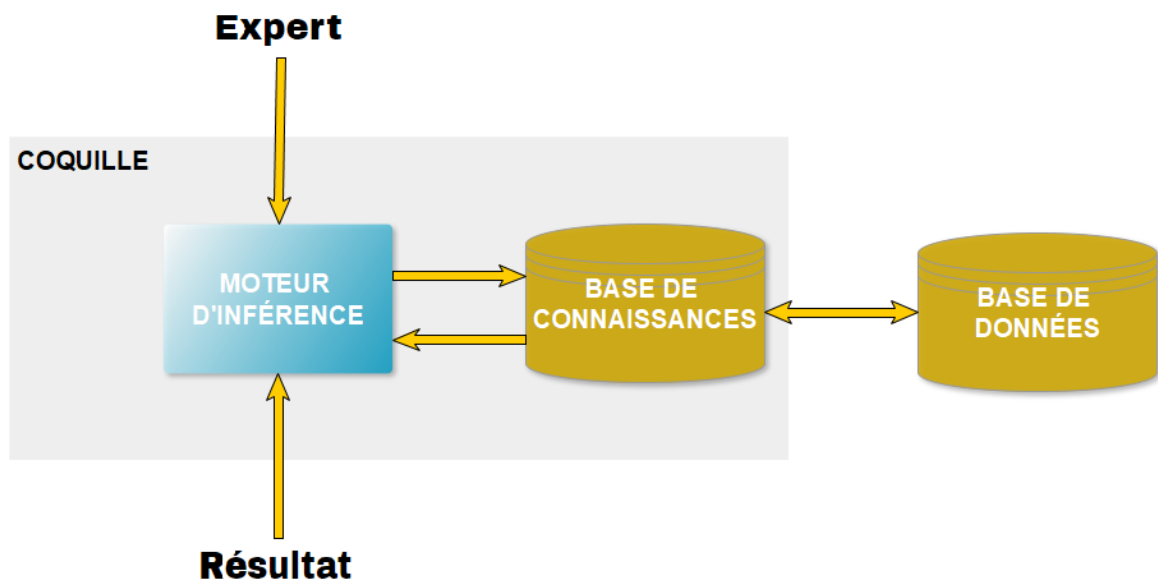 Expert
COQUILLE
MOTEUR
D'INFÉRENCE
BASE DE
CONNAISSANCES
BASE DE
DONNÉES
Résultat